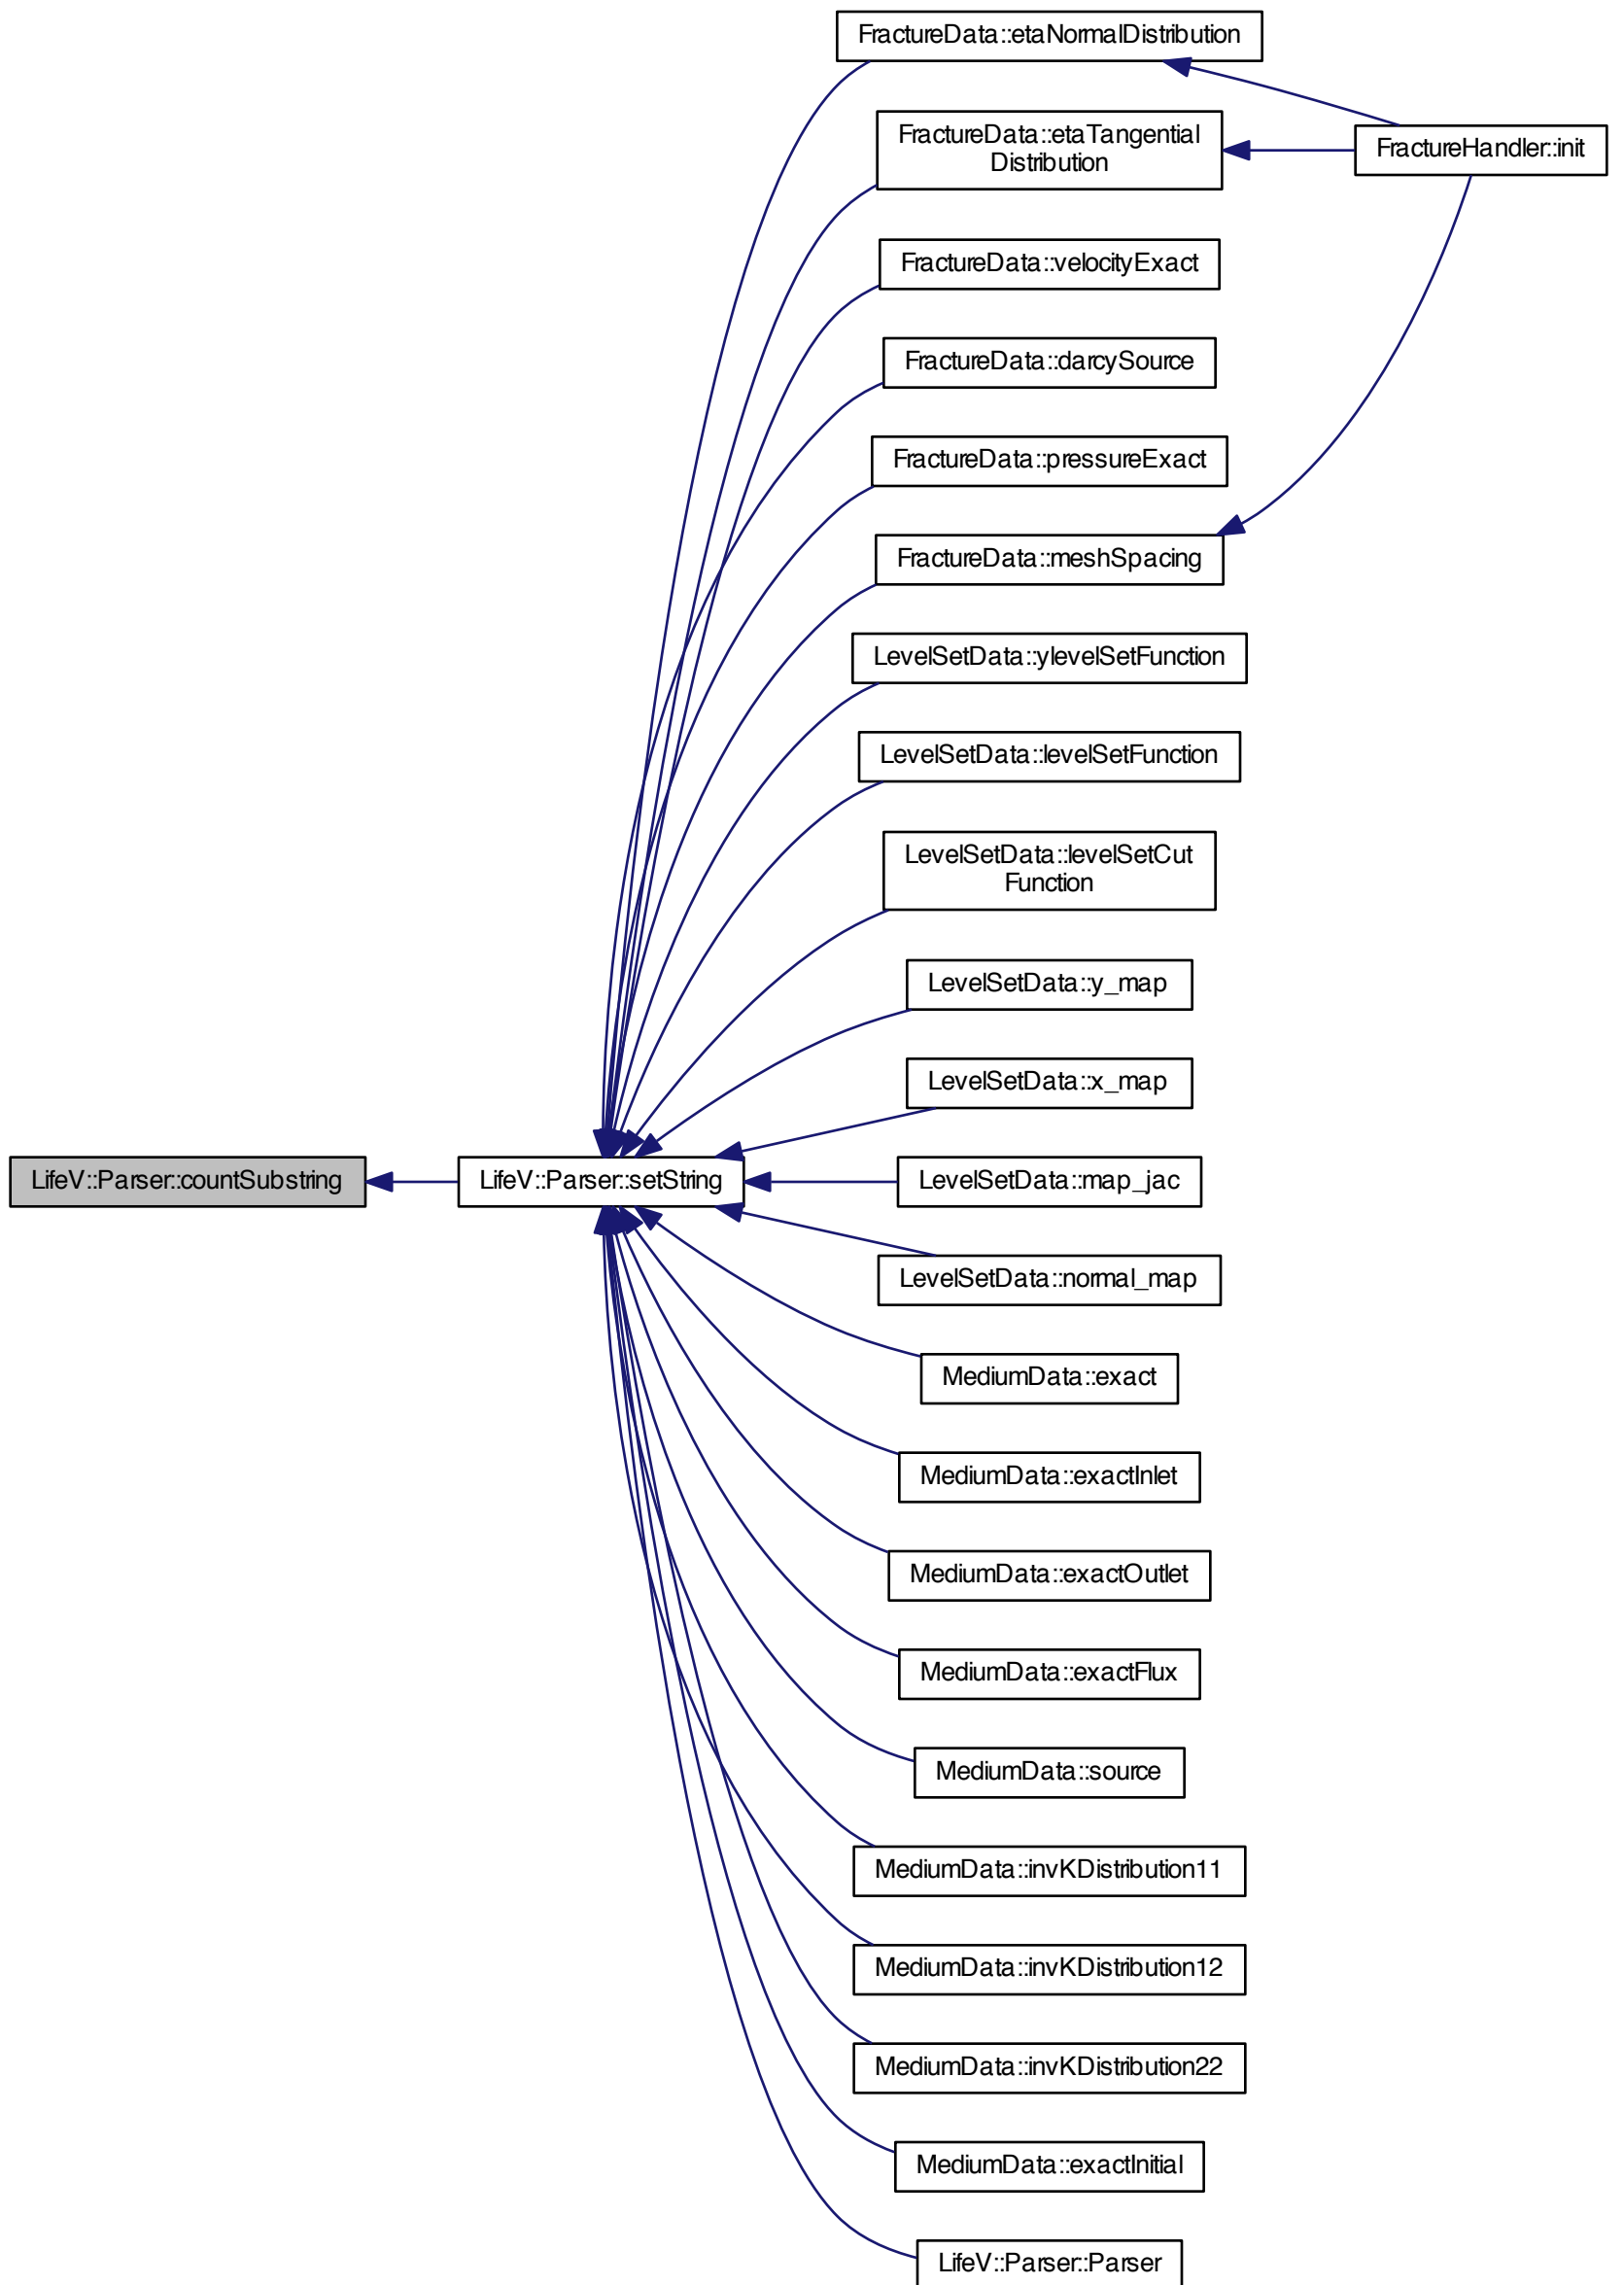 FractureData::etaNormalDistribution
FractureData::etaTangential
Distribution
FractureHandler::init
FractureData::velocityExact
FractureData::darcySource
FractureData::pressureExact
FractureData::meshSpacing
LevelSetData::ylevelSetFunction
LevelSetData::levelSetFunction
LevelSetData::levelSetCut
Function
LevelSetData::y_map
LevelSetData::x_map
LifeV::Parser::countSubstring
LifeV::Parser::setString
LevelSetData::map_jac
LevelSetData::normal_map
MediumData::exact
MediumData::exactInlet
MediumData::exactOutlet
MediumData::exactFlux
MediumData::source
MediumData::invKDistribution11
MediumData::invKDistribution12
MediumData::invKDistribution22
MediumData::exactInitial
LifeV::Parser::Parser